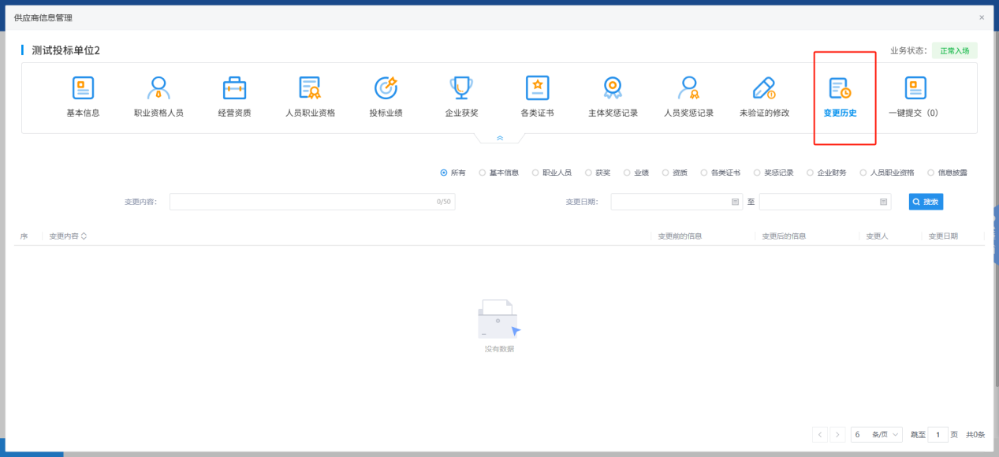 供应商信息管理
测试投标单位2 业务状态： 正常入场
基本信息 职业资格人员 经营资质 人员职业资格 投标业绩 企业获奖 各类证书 主体奖惩记录 人员奖惩记录 未验证的修改 变更历史 一键提交（0）
所有 基本信息 职业人员 获奖 业绩 资质 各类证书 奖惩记录 企业财务 人员职业资格 信息披露
变更内容： 0/50 变更日期： 至 搜索
序 变更内容 变更前的信息 变更后的信息 变更人 变更日期
没有数据
6 条/页 跳至 1 页 共0条